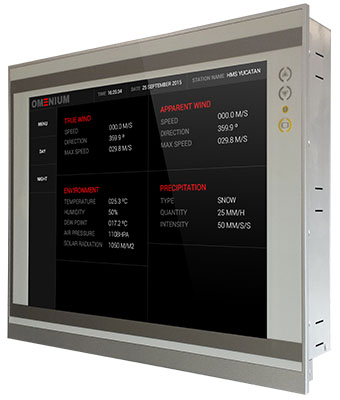 OMENIUM
TIME 16:20:34 DATE 25 SEPTEMBER 2015 STATION NAME HMS YUCATAN
MENU
DAY
NIGHT
TRUE WIND
SPEED 000.0 M/S
DIRECTION 359.9 º
MAX SPEED 029.8 M/S
APPARENT WIND
SPEED 000.0 M/S
DIRECTION 359.9 º
MAX SPEED 029.8 M/S
ENVIRONMENT
TEMPERATURE 025.3 ºC
HUMIDITY 50%
DEW POINT 017.2 ºC
AIR PRESSURE 1108HPA
SOLAR RADIATION 1050 M/M2
PRECIPITATION
TYPE SNOW
QUANTITY 25 MM/H
INTENSITY 50 MM/S/S